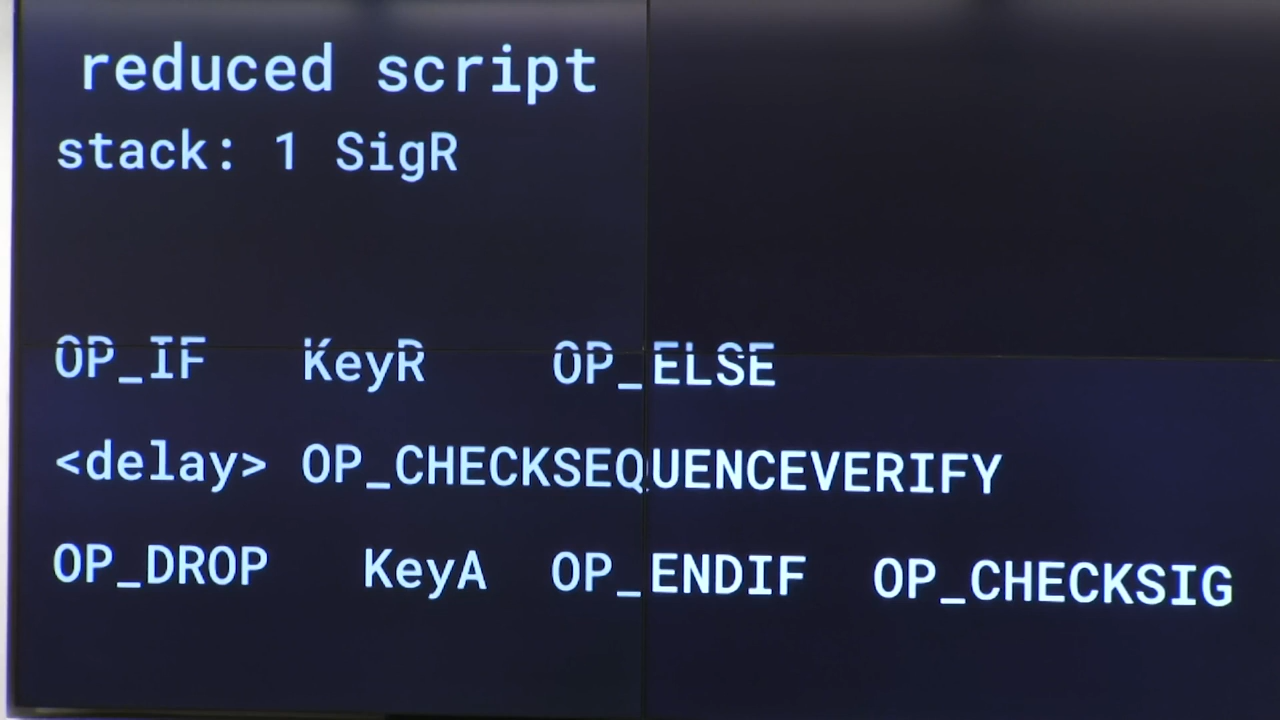 reduced script
stack: 1 SigR
OP_IF KeyR OP_ELSE
<delay> OP_CHECKSEQUENCEVERIFY
OP_DROP KeyA OP_ENDIF OP_CHECKSIG